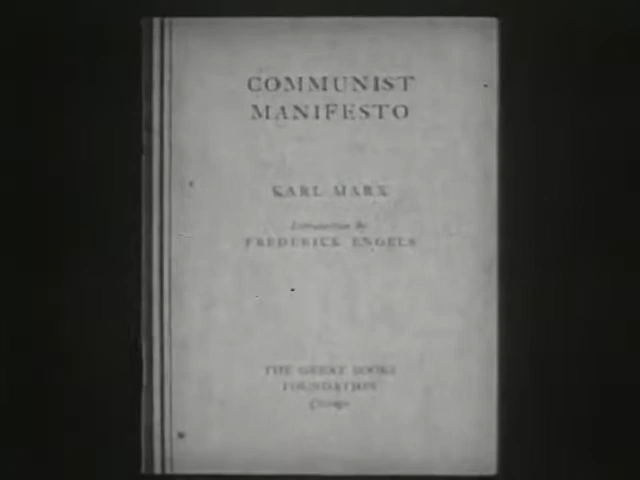 COMMUNIST
MANIFESTO
KARL MARX
Introduction by
FREDERICK ENGELS
THE GREAT BOOKS
FOUNDATION
Chicago